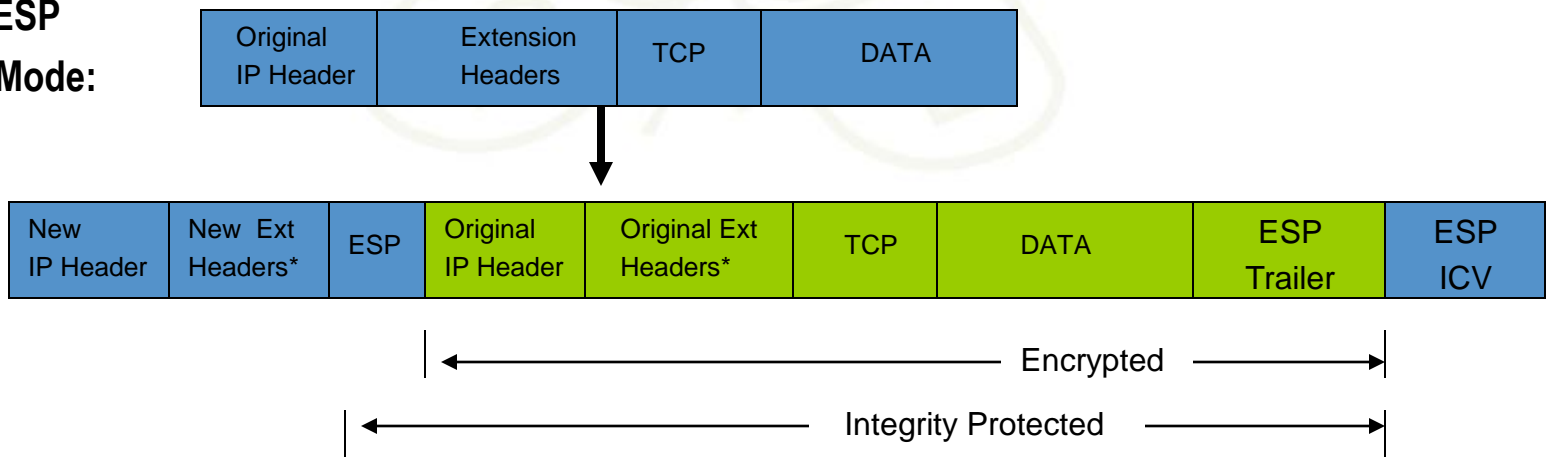 ESP
Mode:
Original
IP Header
Extension
Headers
TCP
DATA
New
IP Header
New Ext
Headers*
ESP
Original
IP Header
Original Ext
Headers*
TCP
DATA
ESP
Trailer
ESP
ICV
Encrypted
Integrity Protected